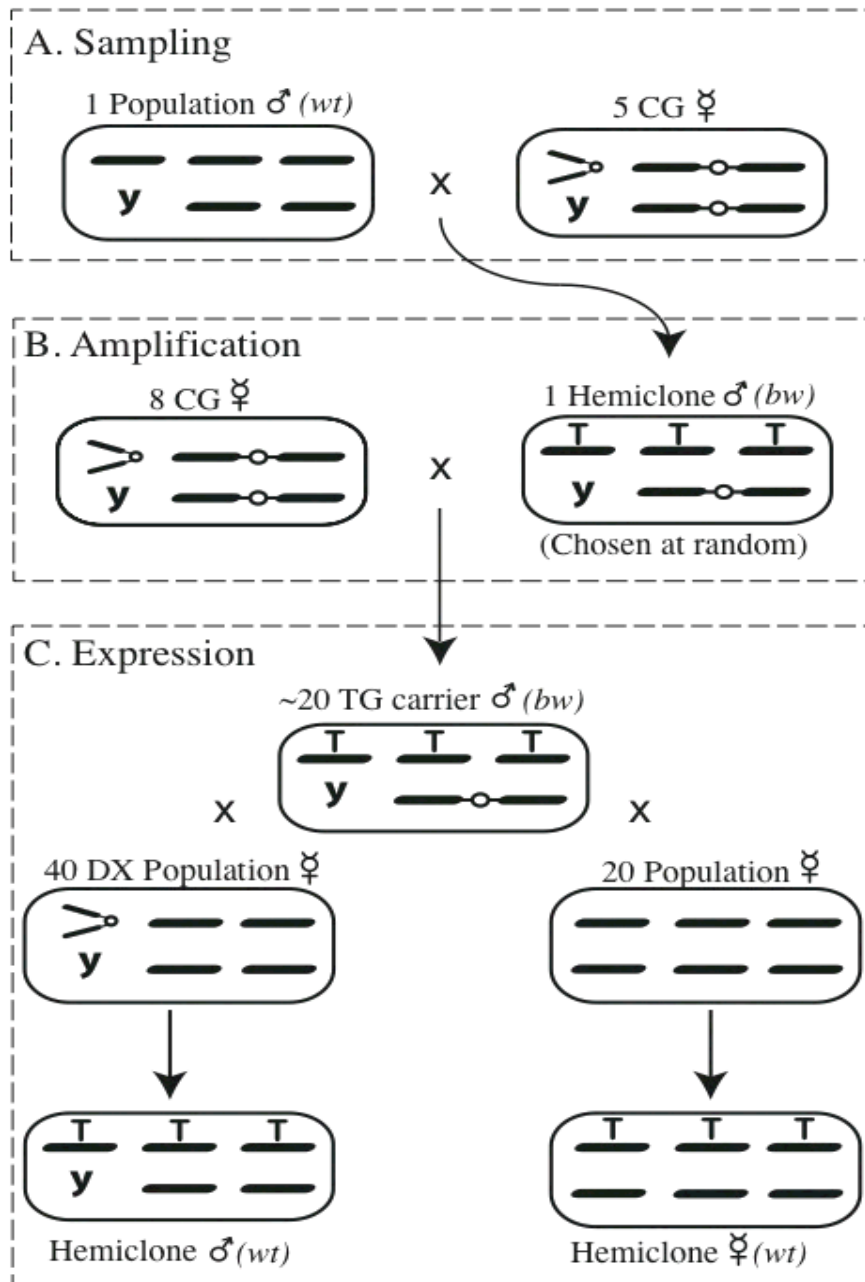 A. Sampling
1 Population ♂ (wt)
5 CG ☿
y
x
y
B. Amplification
8 CG ☿
1 Hemiclone ♂ (bw)
T T T
x
y
y
(Chosen at random)
C. Expression
~20 TG carrier ♂ (bw)
T T T
y
x
x
40 DX Population ☿
20 Population ☿
y
T T T
T T T
y
Hemiclone ♂ (wt)
Hemiclone ☿ (wt)